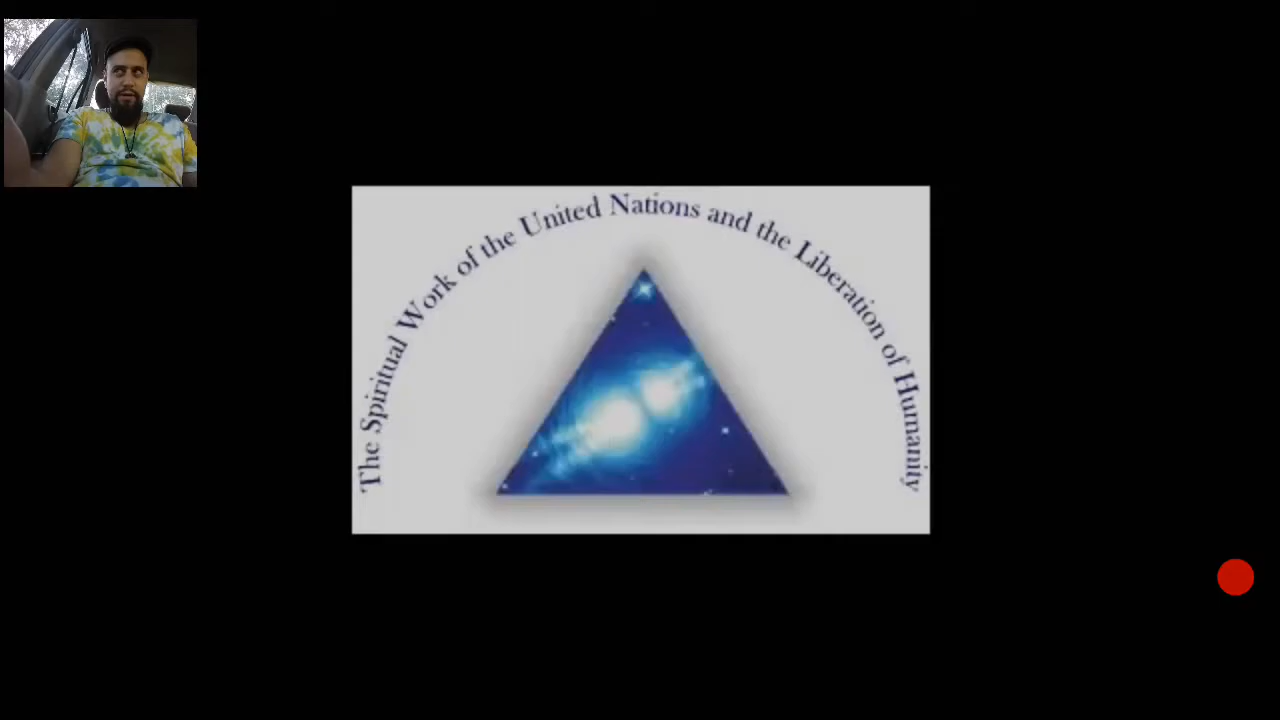 The Spiritual Work of the United Nations and the Liberation of Humanity